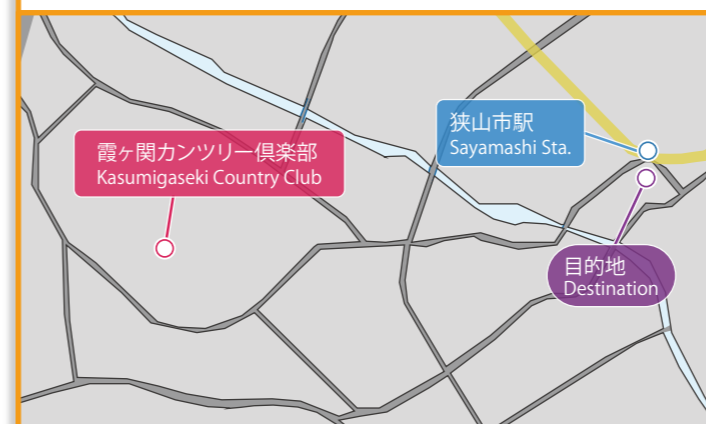 狭山市駅
Sayamashi Sta.
霞ヶ関カンツリー倶楽部
Kasumigaseki Country Club
目的地
Destination